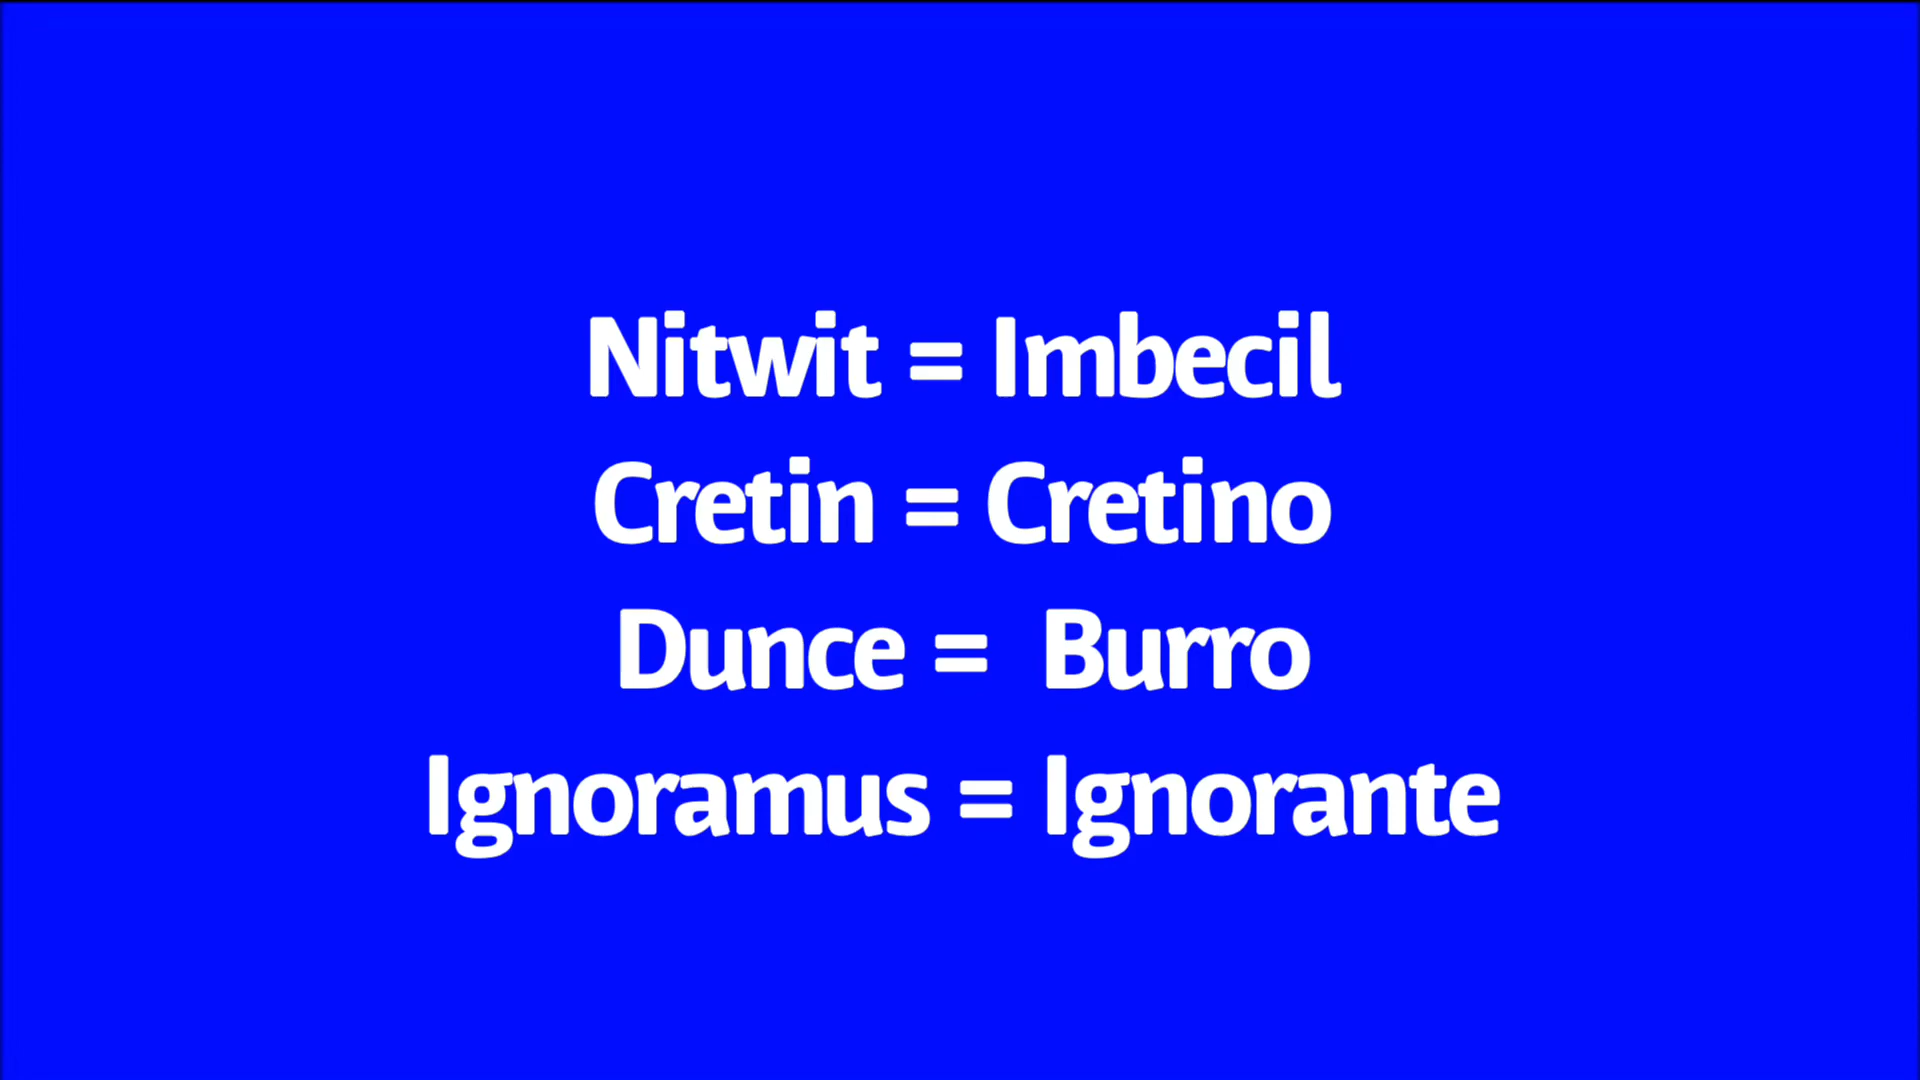 Nitwit = Imbecil
Cretin = Cretino
Dunce = Burro
Ignoramus = Ignorante